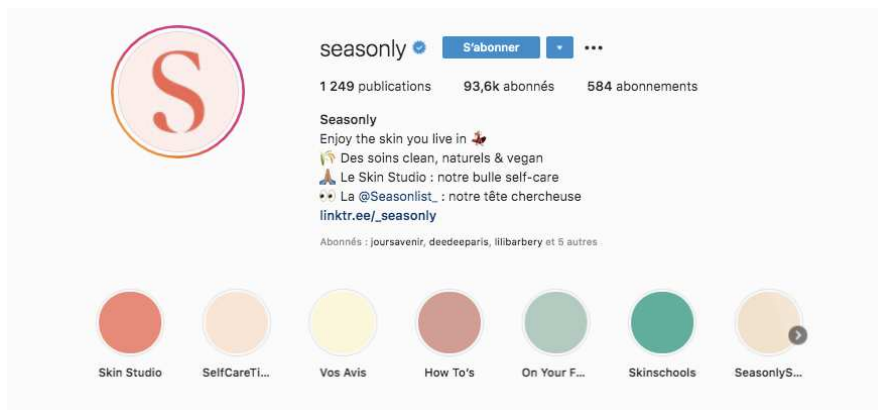 S
seasonly S'abonner
1 249 publications 93,6k abonnés 584 abonnements
Seasonly
Enjoy the skin you live in 💃🏿
🌾 Des soins clean, naturels & vegan
🙏🏽 Le Skin Studio : notre bulle self-care
👀 La @Seasonlist_ : notre tête chercheuse
linktr.ee/_seasonly
Abonnés : joursavenir, deedeeparis, lilibarbery et 5 autres
Skin Studio SelfCareTi... Vos Avis How To's On Your F... Skinschools SeasonlyS...